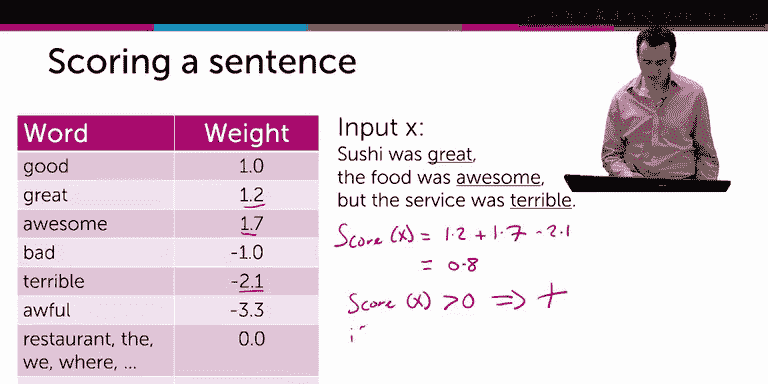 Scoring a sentence
Word Weight
good 1.0
great 1.2
awesome 1.7
bad -1.0
terrible -2.1
awful -3.3
restaurant, the, 0.0
we, where, ...
Input x:
Sushi was great,
the food was awesome,
but the service was terrible.
Score (x) = 1.2 + 1.7 - 2.1
= 0.8
Score (x) > 0 ⇒ +